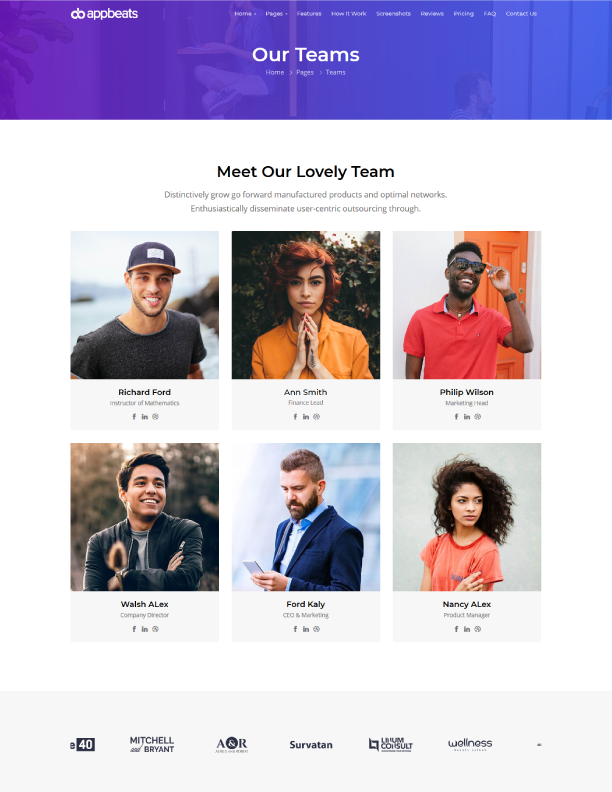 appbeats
Home Pages Features How It Work Screenshots Reviews Pricing FAQ Contact Us
Our Teams
Home > Pages > Teams
Meet Our Lovely Team
Distinctively grow go forward manufactured products and optimal networks.
Enthusiastically disseminate user-centric outsourcing through.
Richard Ford
Instructor of Mathematics
Ann Smith
Finance Lead
Philip Wilson
Marketing Head
Walsh ALex
Company Director
Ford Kaly
CEO & Marketing
Nancy ALex
Product Manager
40
MITCHELL
and BRYANT
A&R
Survatan
CONSULT
wellness